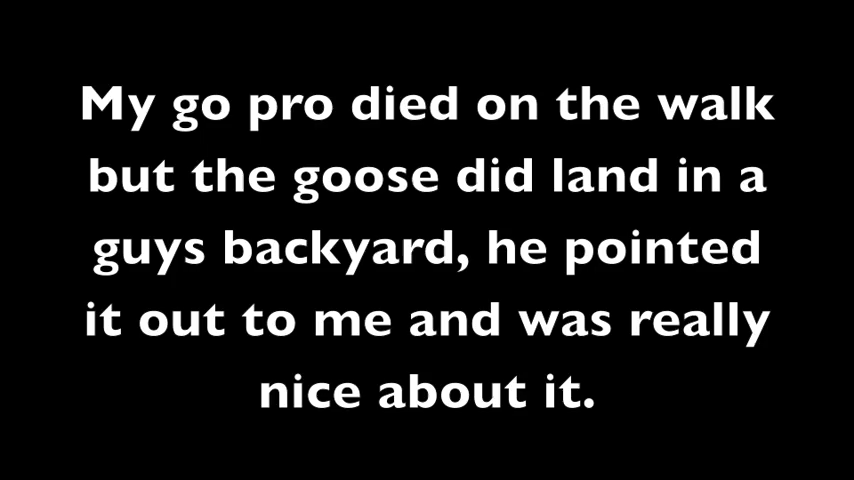 My go pro died on the walk
but the goose did land in a
guys backyard, he pointed
it out to me and was really
nice about it.